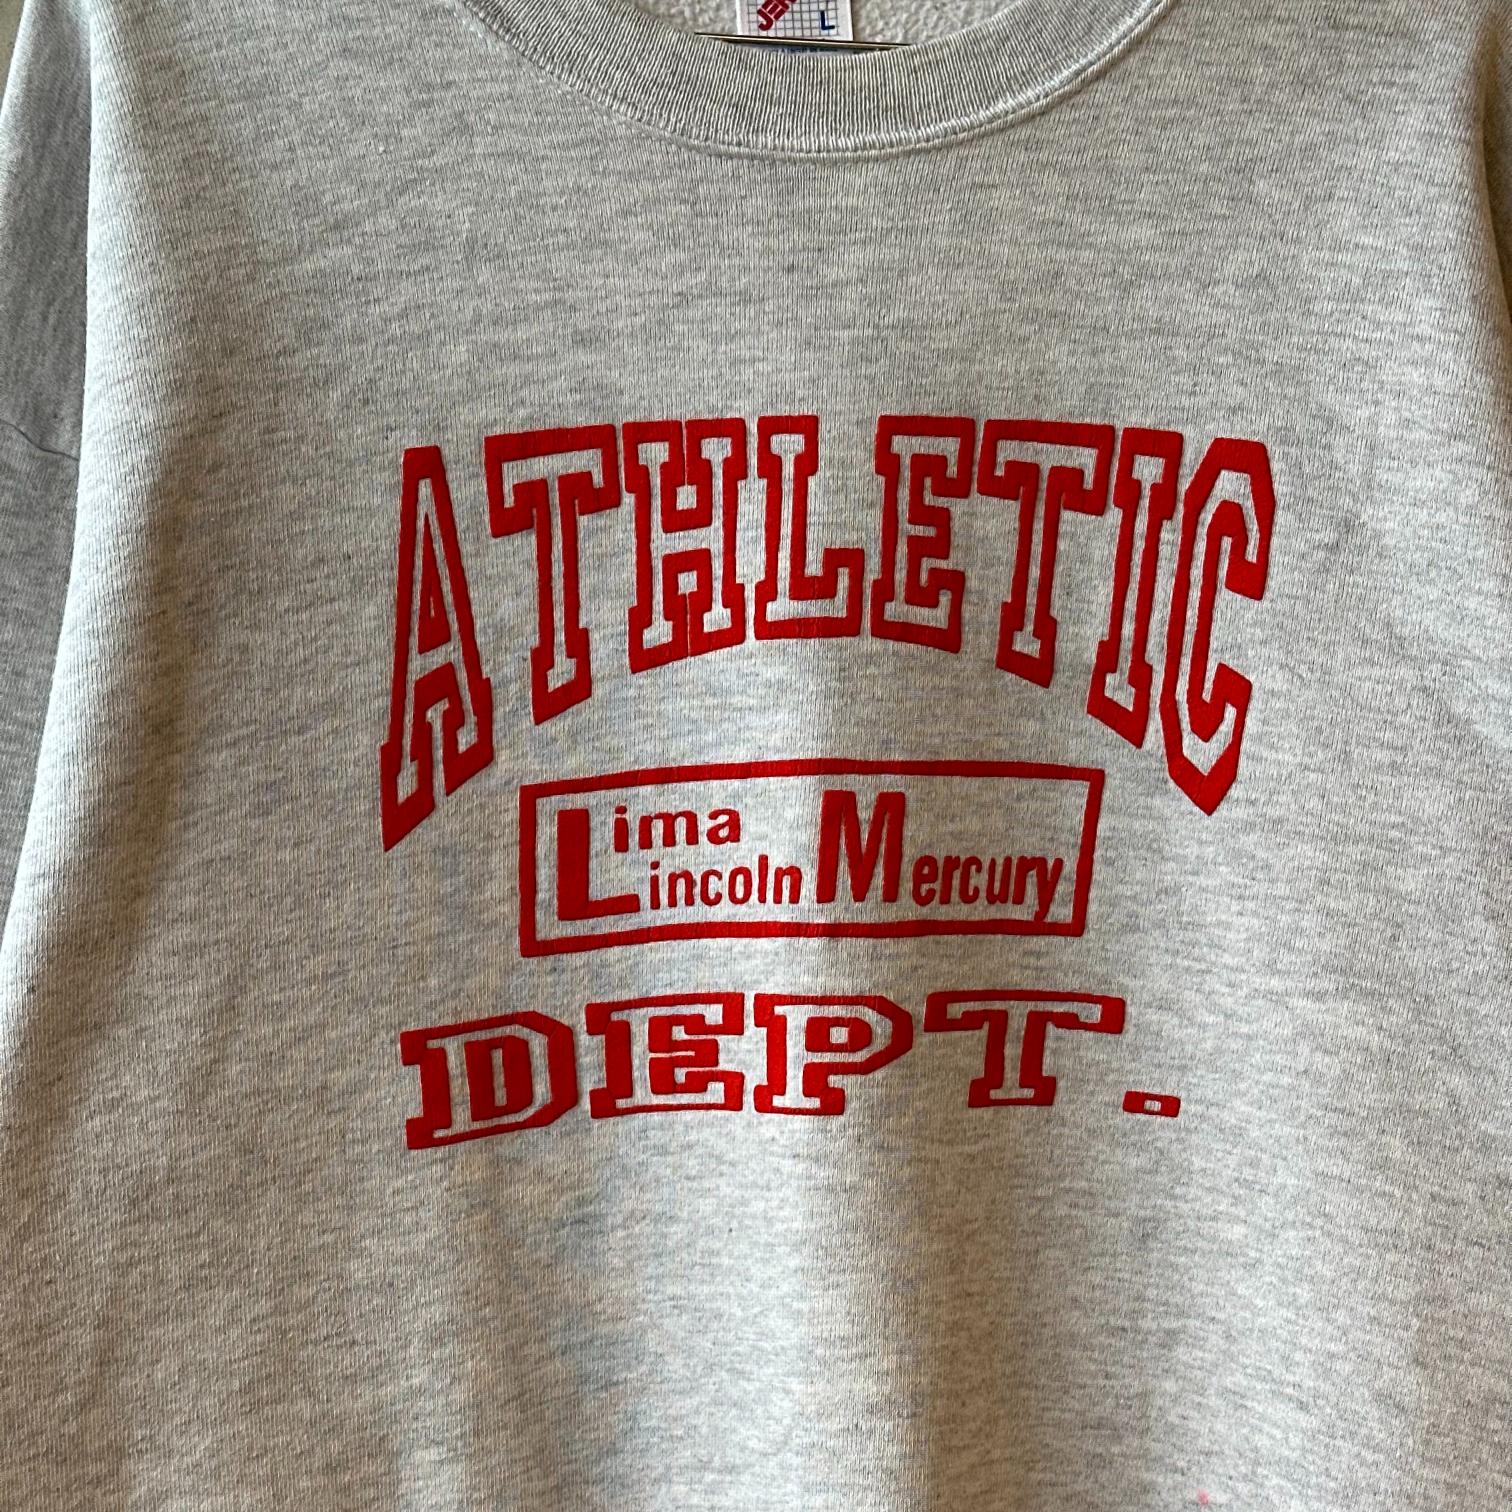 L
ATHLETIC
Lima
Lincoln Mercury
DEPT.